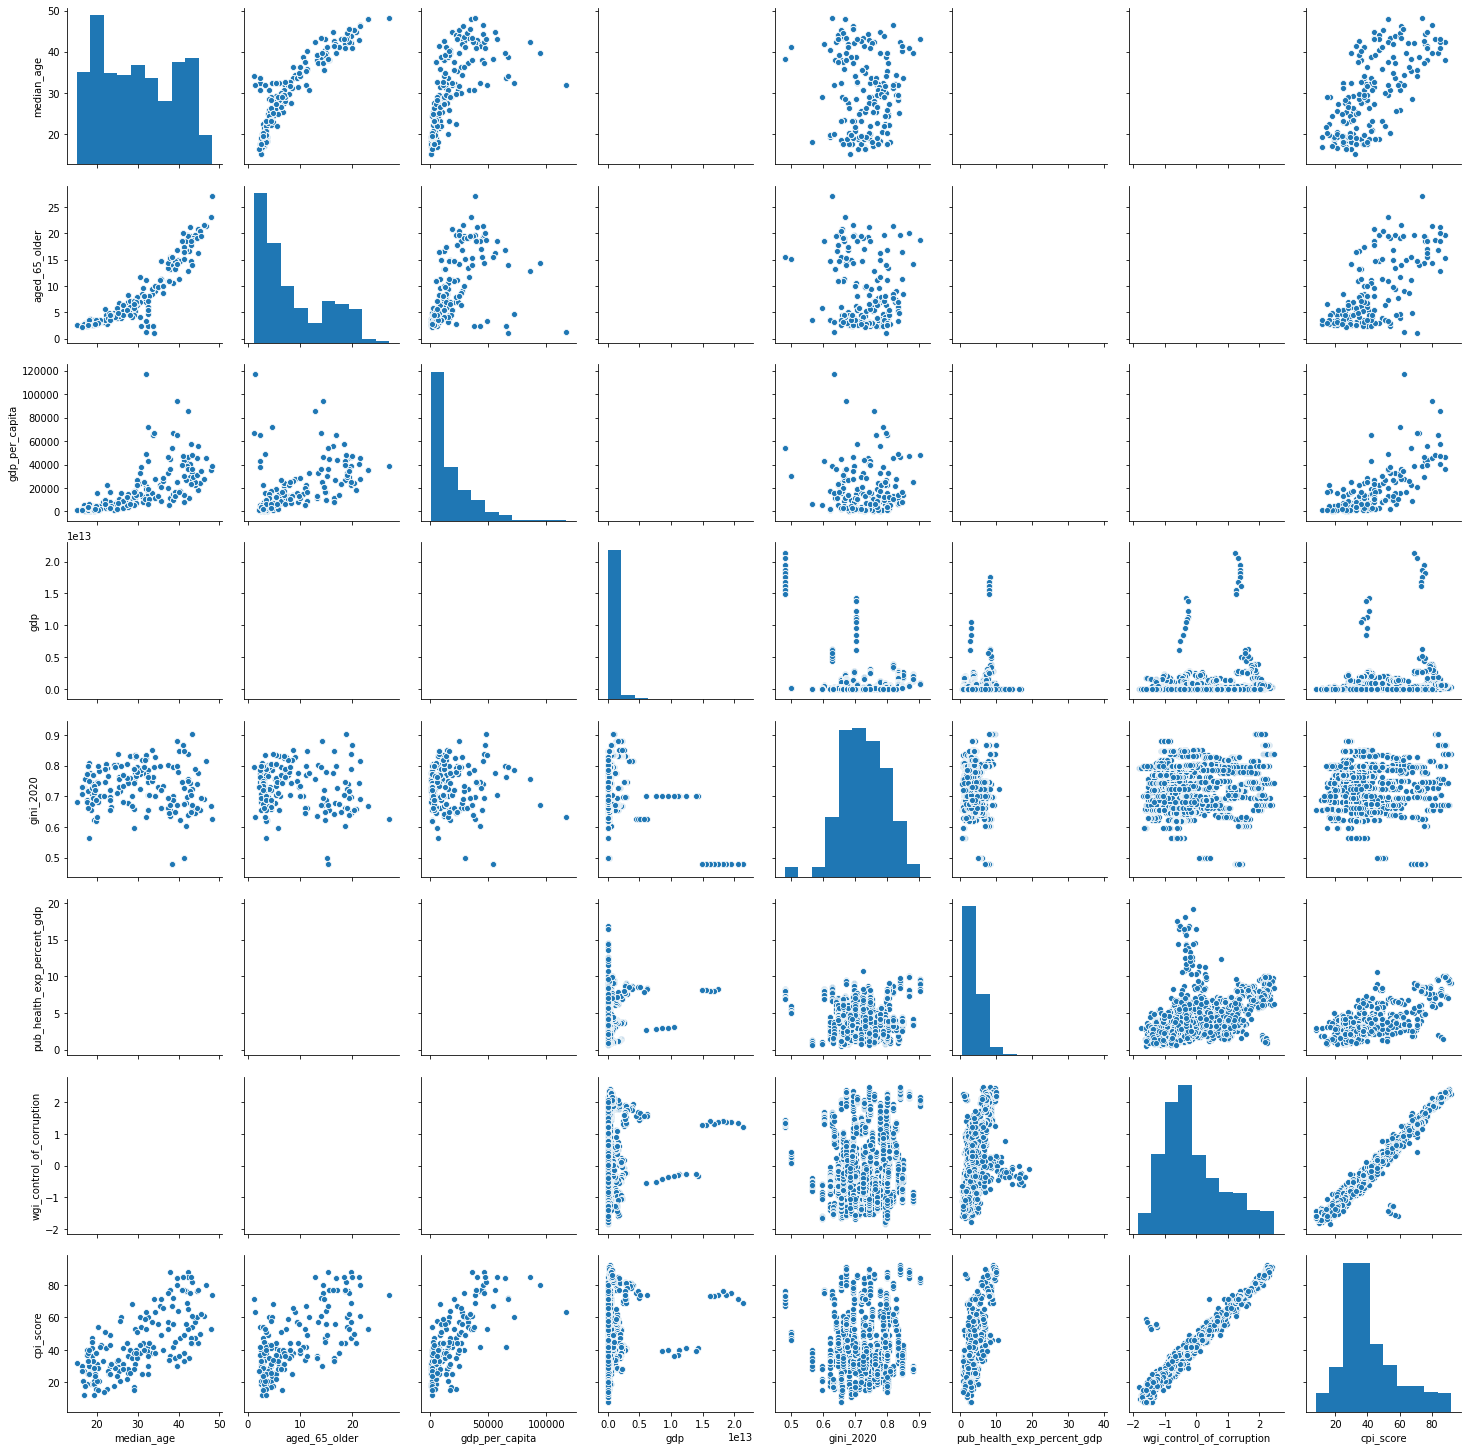 50
40
30
20
median_age
25
20
15
10
5
0
aged_65_older
120000
100000
80000
60000
40000
20000
0
gdp_per_capita
1e13
2.0
1.5
1.0
0.5
0.0
gdp
0.9
0.8
0.7
0.6
0.5
gini_2020
20
15
10
5
0
pub_health_exp_percent_gdp
2
1
0
−1
−2
wgi_control_of_corruption
80
60
40
20
cpi_score
20 30 40 50
median_age
0 10 20
aged_65_older
0 50000 100000
gdp_per_capita
0.0 0.5 1.0 1.5 2.0
1e13
gdp
0.5 0.6 0.7 0.8 0.9
gini_2020
0 10 20 30 40
pub_health_exp_percent_gdp
−2 −1 0 1 2
wgi_control_of_corruption
20 40 60 80
cpi_score